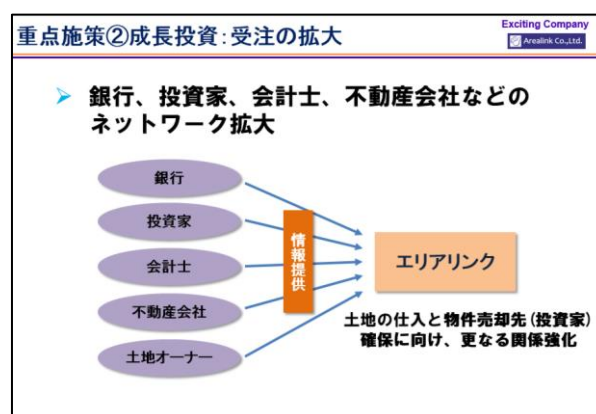 重点施策②成長投資:受注の拡大
Exciting Company
Arealink Co.,Ltd.
➢ 銀行、投資家、会計士、不動産会社などの
ネットワーク拡大
銀行
投資家
会計士
不動産会社
土地オーナー
情報提供
エリアリンク
土地の仕入と物件売却先(投資家)
確保に向け、更なる関係強化